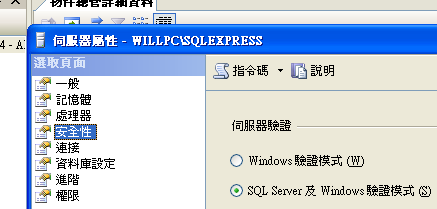 物件總管詳細資料
4 - A
伺服器屬性 - WILLPC\SQLEXPRESS
選取頁面
一般
記憶體
處理器
安全性
連接
資料庫設定
進階
權限
指令碼
說明
伺服器驗證
Windows 驗證模式 (W)
SQL Server 及 Windows 驗證模式 (S)